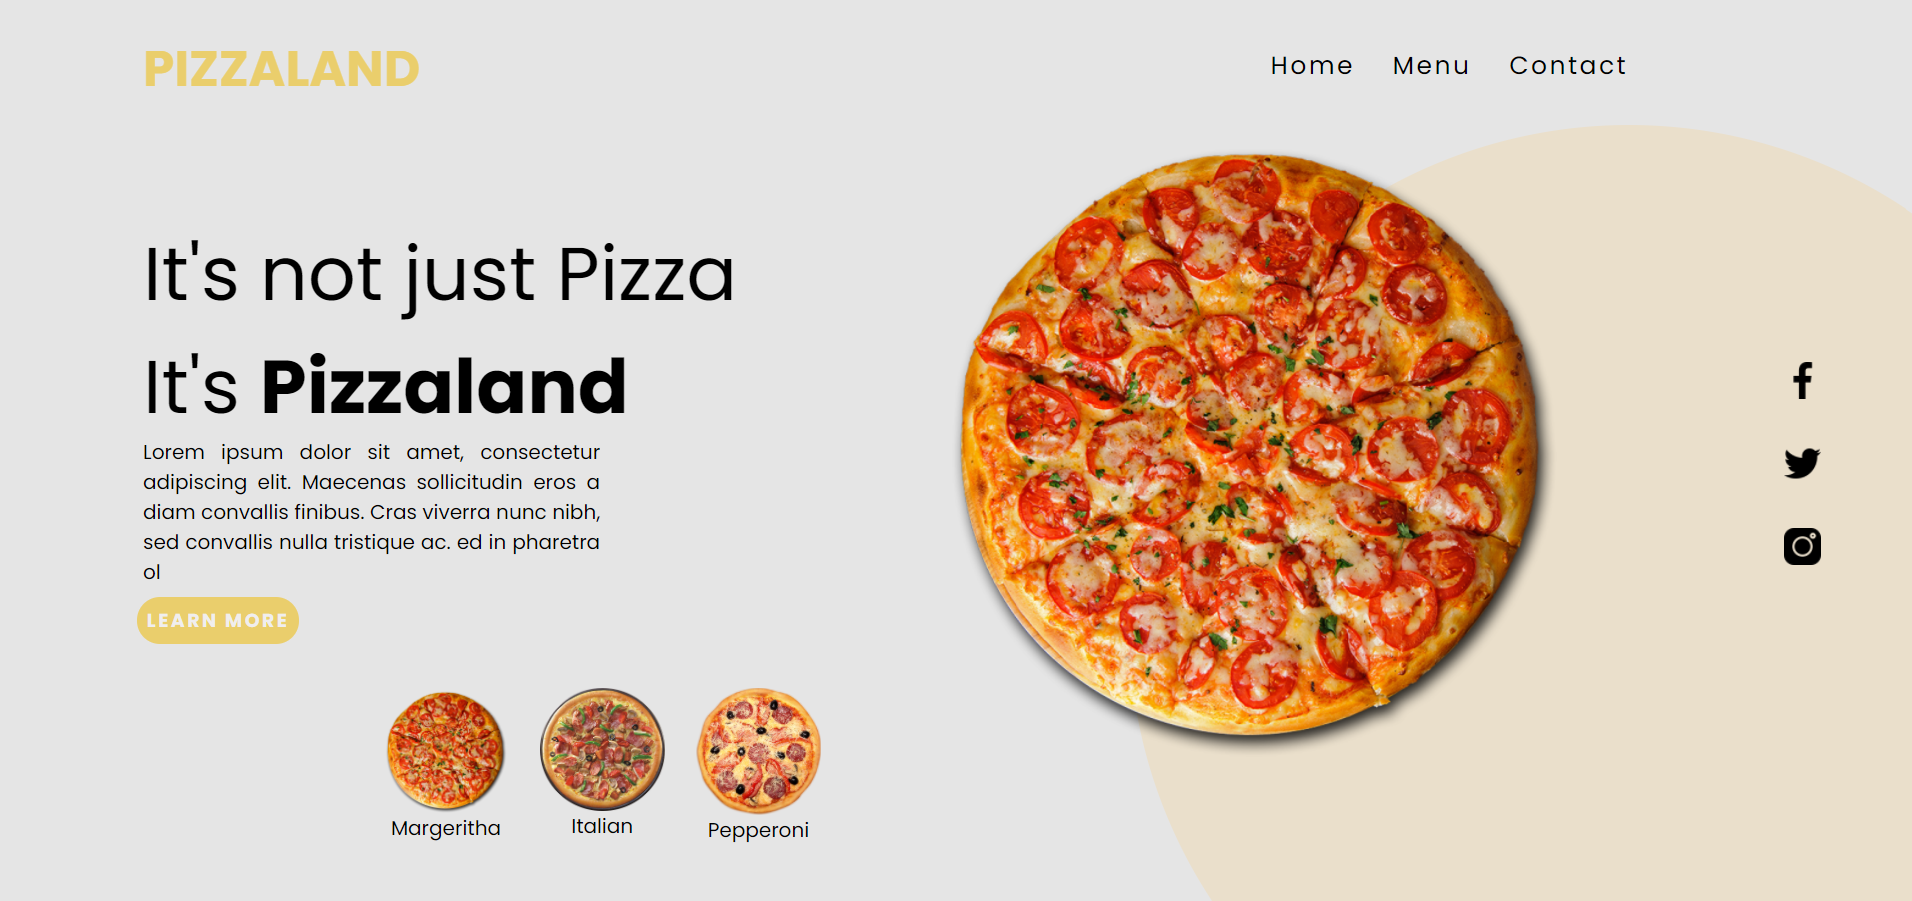 PIZZALAND
Home Menu Contact
It's not just Pizza
It's Pizzaland
Lorem ipsum dolor sit amet, consectetur
adipiscing elit. Maecenas sollicitudin eros a
diam convallis finibus. Cras viverra nunc nibh,
sed convallis nulla tristique ac. ed in pharetra
ol
LEARN MORE
Margeritha
Italian
Pepperoni